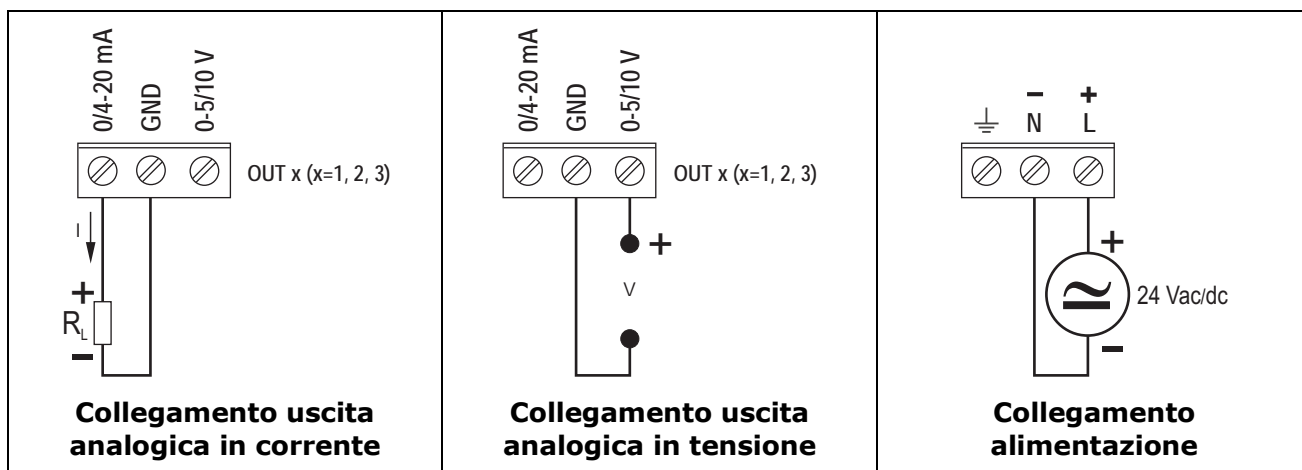 0/4-20 mA
GND
0-5/10 V
OUT x (x=1, 2, 3)
I
+
R_L
−
Collegamento uscita
analogica in corrente
0/4-20 mA
GND
0-5/10 V
OUT x (x=1, 2, 3)
+
V
Collegamento uscita
analogica in tensione
− +
N L
+
24 Vac/dc
−
Collegamento
alimentazione